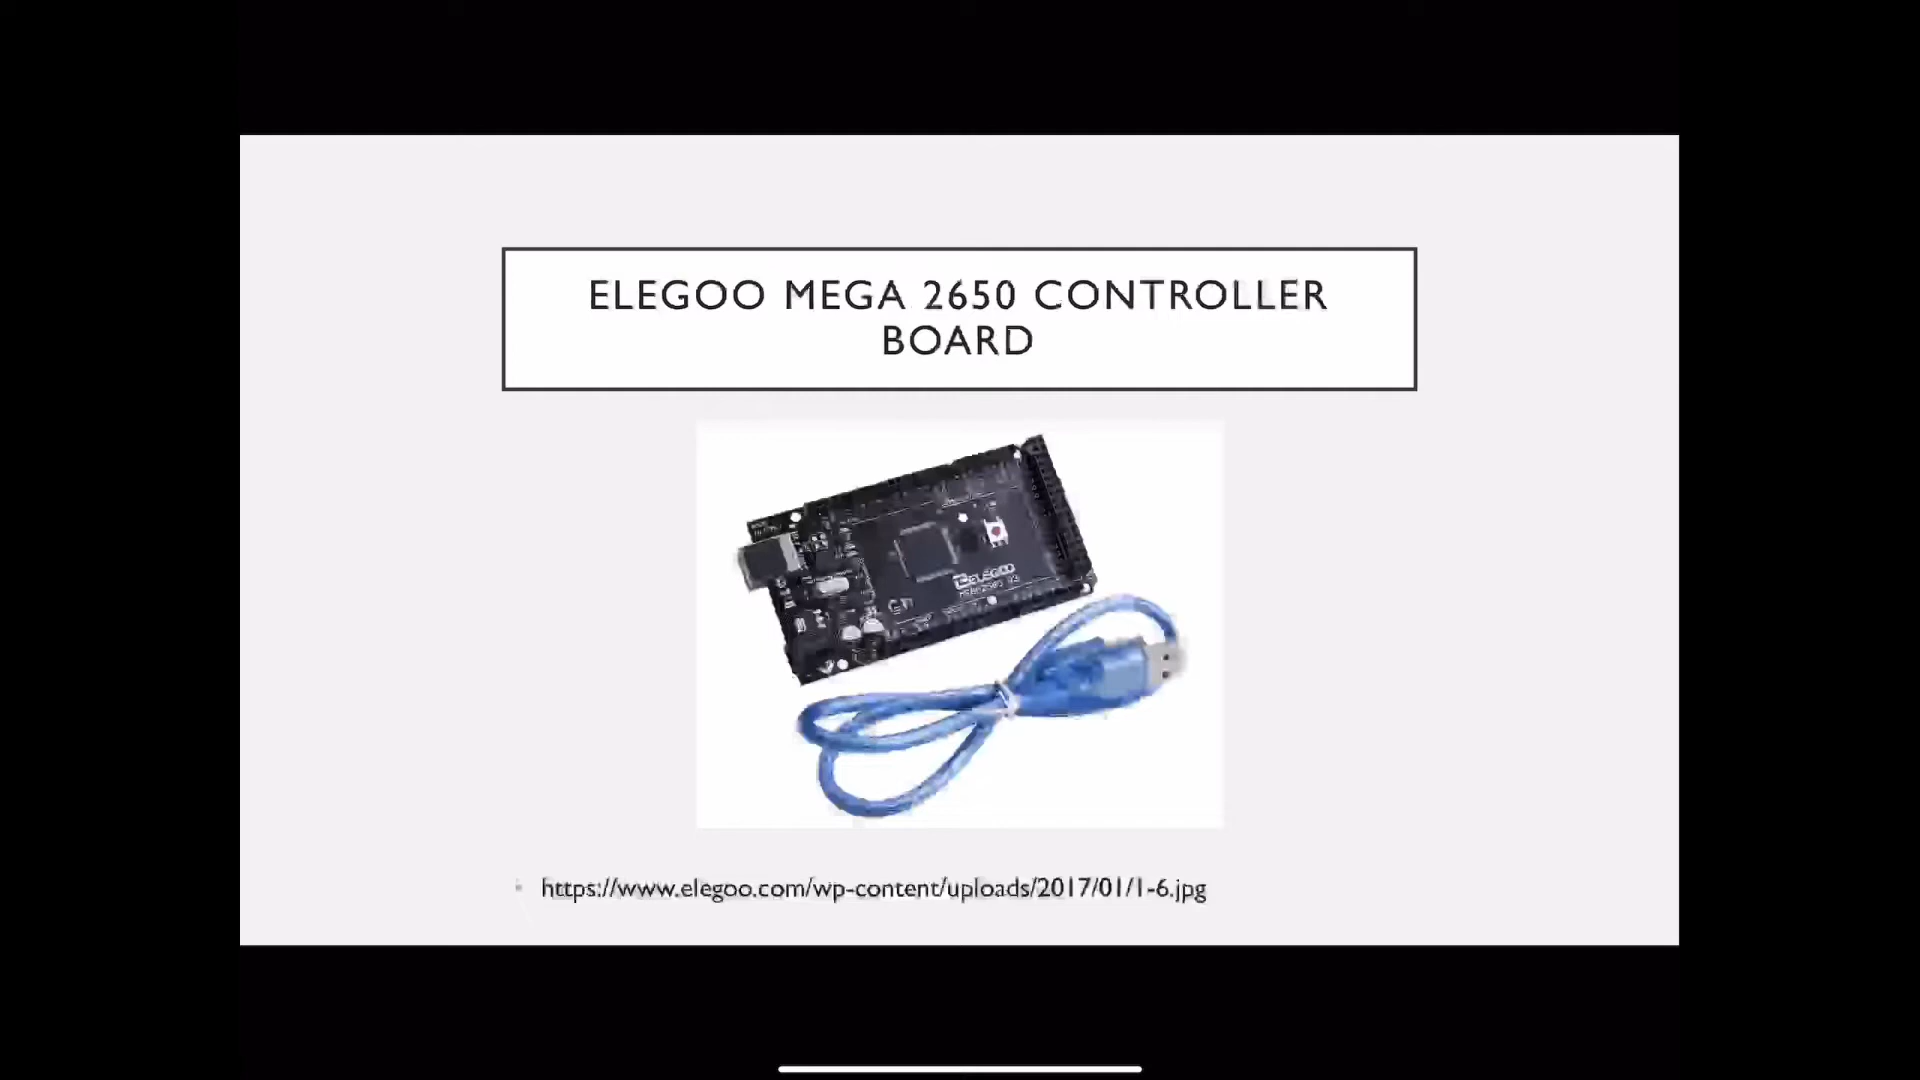 ELEGOO MEGA 2650 CONTROLLER
BOARD
ELEGOO
https://www.elegoo.com/wp-content/uploads/2017/01/1-6.jpg